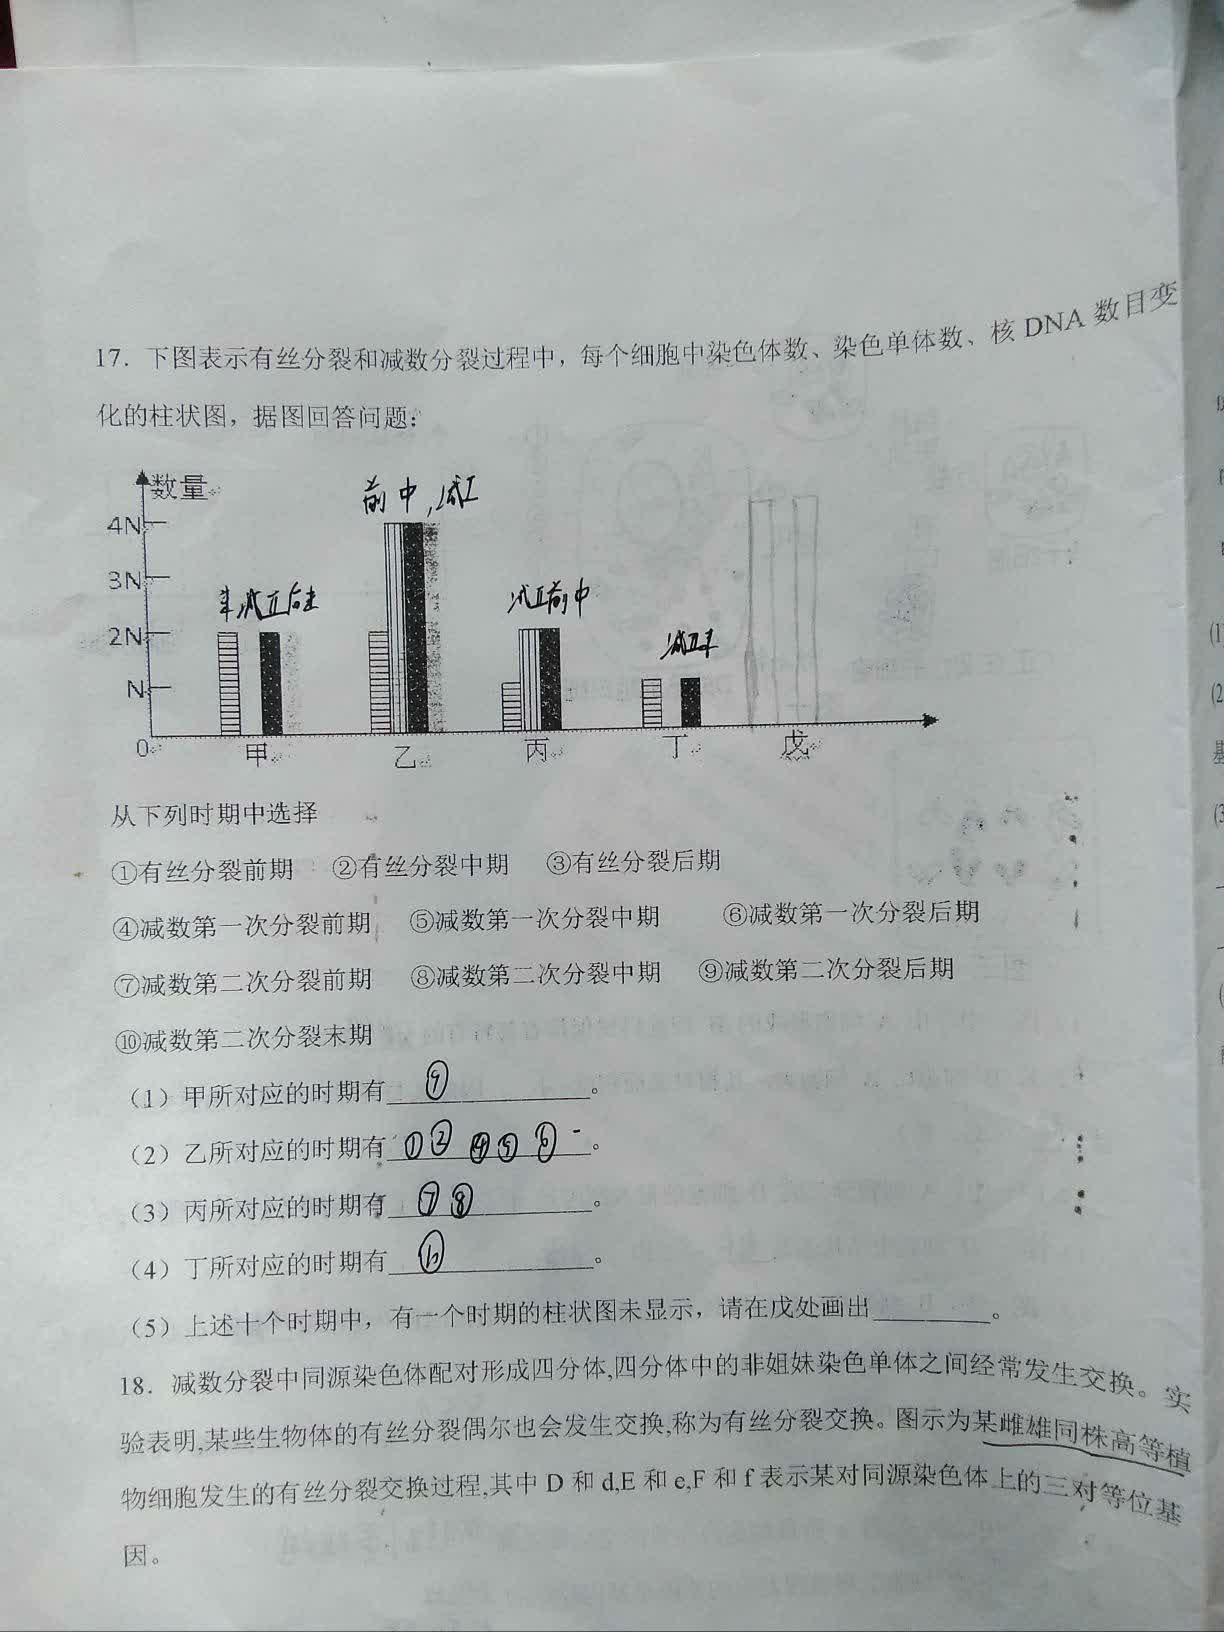 17．下图表示有丝分裂和减数分裂过程中，每个细胞中染色体数、染色单体数、核 DNA 数目变
化的柱状图，据图回答问题:
数量
前中,减I
4N
3N
末,减Ⅱ后末
减Ⅱ前中
2N
减Ⅱ末
N
0
甲 乙 丙 丁 戊
从下列时期中选择
①有丝分裂前期 ②有丝分裂中期 ③有丝分裂后期
④减数第一次分裂前期 ⑤减数第一次分裂中期 ⑥减数第一次分裂后期
⑦减数第二次分裂前期 ⑧减数第二次分裂中期 ⑨减数第二次分裂后期
⑩减数第二次分裂末期
（1）甲所对应的时期有 ⑨ 。
（2）乙所对应的时期有 ①② ④⑤ ⑥ 。
（3）丙所对应的时期有 ⑦⑧ 。
（4）丁所对应的时期有 ⑩ 。
（5）上述十个时期中，有一个时期的柱状图未显示，请在戊处画出________。
18．减数分裂中同源染色体配对形成四分体,四分体中的非姐妹染色单体之间经常发生交换。实
验表明,某些生物体的有丝分裂偶尔也会发生交换,称为有丝分裂交换。图示为某雌雄同株高等植
物细胞发生的有丝分裂交换过程,其中 D 和 d,E 和 e,F 和 f 表示某对同源染色体上的三对等位基
因。